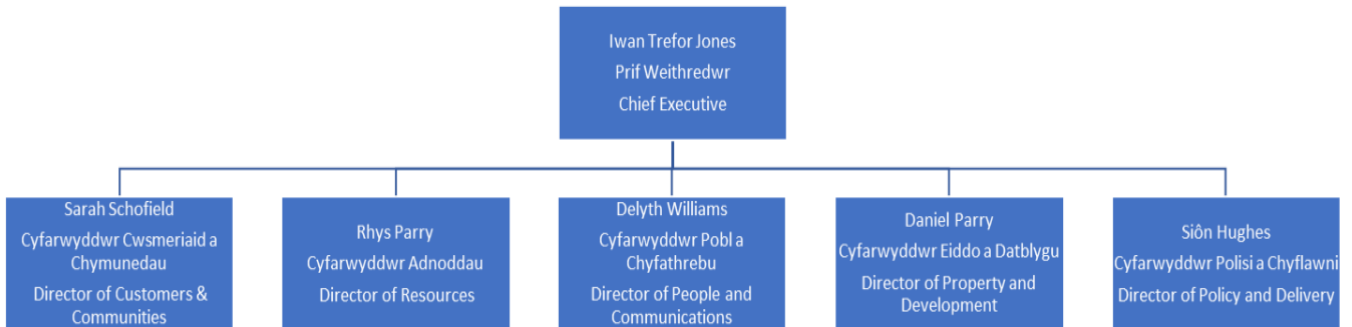 Iwan Trefor Jones
Prif Weithredwr
Chief Executive
Sarah Schofield
Cyfarwyddwr Cwsmeriaid a
Chymunedau
Director of Customers &
Communities
Rhys Parry
Cyfarwyddwr Adnoddau
Director of Resources
Delyth Williams
Cyfarwyddwr Pobl a
Chyfathrebu
Director of People and
Communications
Daniel Parry
Cyfarwyddwr Eiddo a Datblygu
Director of Property and
Development
Siôn Hughes
Cyfarwyddwr Polisi a Chyflawni
Director of Policy and Delivery